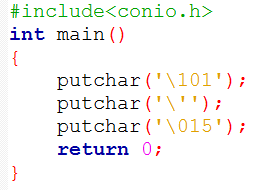 #include<conio.h>
int main()
{
    putchar('\101');
    putchar('\'');
    putchar('\015');
    return 0;
}